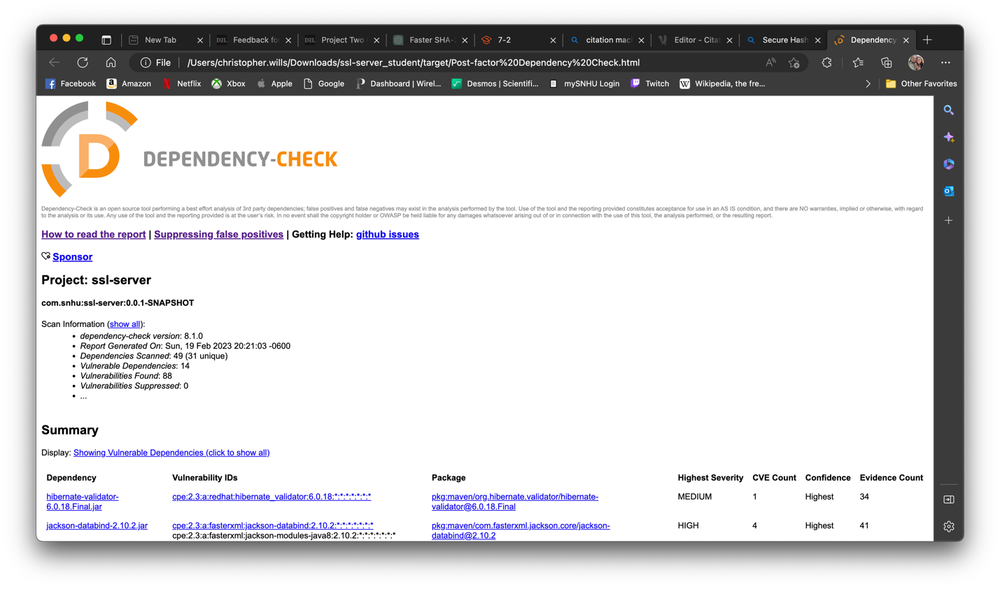 New Tab
Feedback for
Project Two
Faster SHA-
7-2
citation mac
Editor - Citat
Secure Hash
Dependency
File
/Users/christopher.wills/Downloads/ssl-server_student/target/Post-factor%20Dependency%20Check.html
Facebook
Amazon
Netflix
Xbox
Apple
Google
Dashboard | Wirel...
Desmos | Scientifi...
mySNHU Login
Twitch
Wikipedia, the fre...
Other Favorites
DEPENDENCY-CHECK
Dependency-Check is an open source tool performing a best effort analysis of 3rd party dependencies; false positives and false negatives may exist in the analysis performed by the tool. Use of the tool and the reporting provided constitutes acceptance for use in an AS IS condition, and there are NO warranties, implied or otherwise, with regard
to the analysis or its use. Any use of the tool and the reporting provided is at the user's risk. In no event shall the copyright holder or OWASP be held liable for any damages whatsoever arising out of or in connection with the use of this tool, the analysis performed, or the resulting report.
How to read the report | Suppressing false positives | Getting Help: github issues
Sponsor
Project: ssl-server
com.snhu:ssl-server:0.0.1-SNAPSHOT
Scan Information (show all):
• dependency-check version: 8.1.0
• Report Generated On: Sun, 19 Feb 2023 20:21:03 -0600
• Dependencies Scanned: 49 (31 unique)
• Vulnerable Dependencies: 14
• Vulnerabilities Found: 88
• Vulnerabilities Suppressed: 0
• ...
Summary
Display: Showing Vulnerable Dependencies (click to show all)
Dependency Vulnerability IDs Package Highest Severity CVE Count Confidence Evidence Count
hibernate-validator- cpe:2.3:a:redhat:hibernate_validator:6.0.18:*:*:*:*:*:*:* pkg:maven/org.hibernate.validator/hibernate- MEDIUM 1 Highest 34
6.0.18.Final.jar validator@6.0.18.Final
jackson-databind-2.10.2.jar cpe:2.3:a:fasterxml:jackson-databind:2.10.2:*:*:*:*:*:*:* pkg:maven/com.fasterxml.jackson.core/jackson- HIGH 4 Highest 41
cpe:2.3:a:fasterxml:jackson-modules-java8:2.10.2:*:*:*:*:*:*:* databind@2.10.2